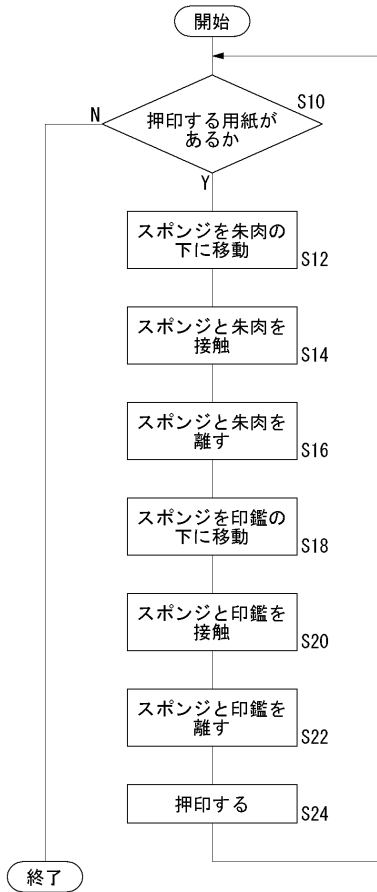 開始
S10
N
押印する用紙が
あるか
Y
スポンジを朱肉の
下に移動
S12
スポンジと朱肉を
接触
S14
スポンジと朱肉を
離す
S16
スポンジを印鑑の
下に移動
S18
スポンジと印鑑を
接触
S20
スポンジと印鑑を
離す
S22
押印する
S24
終了